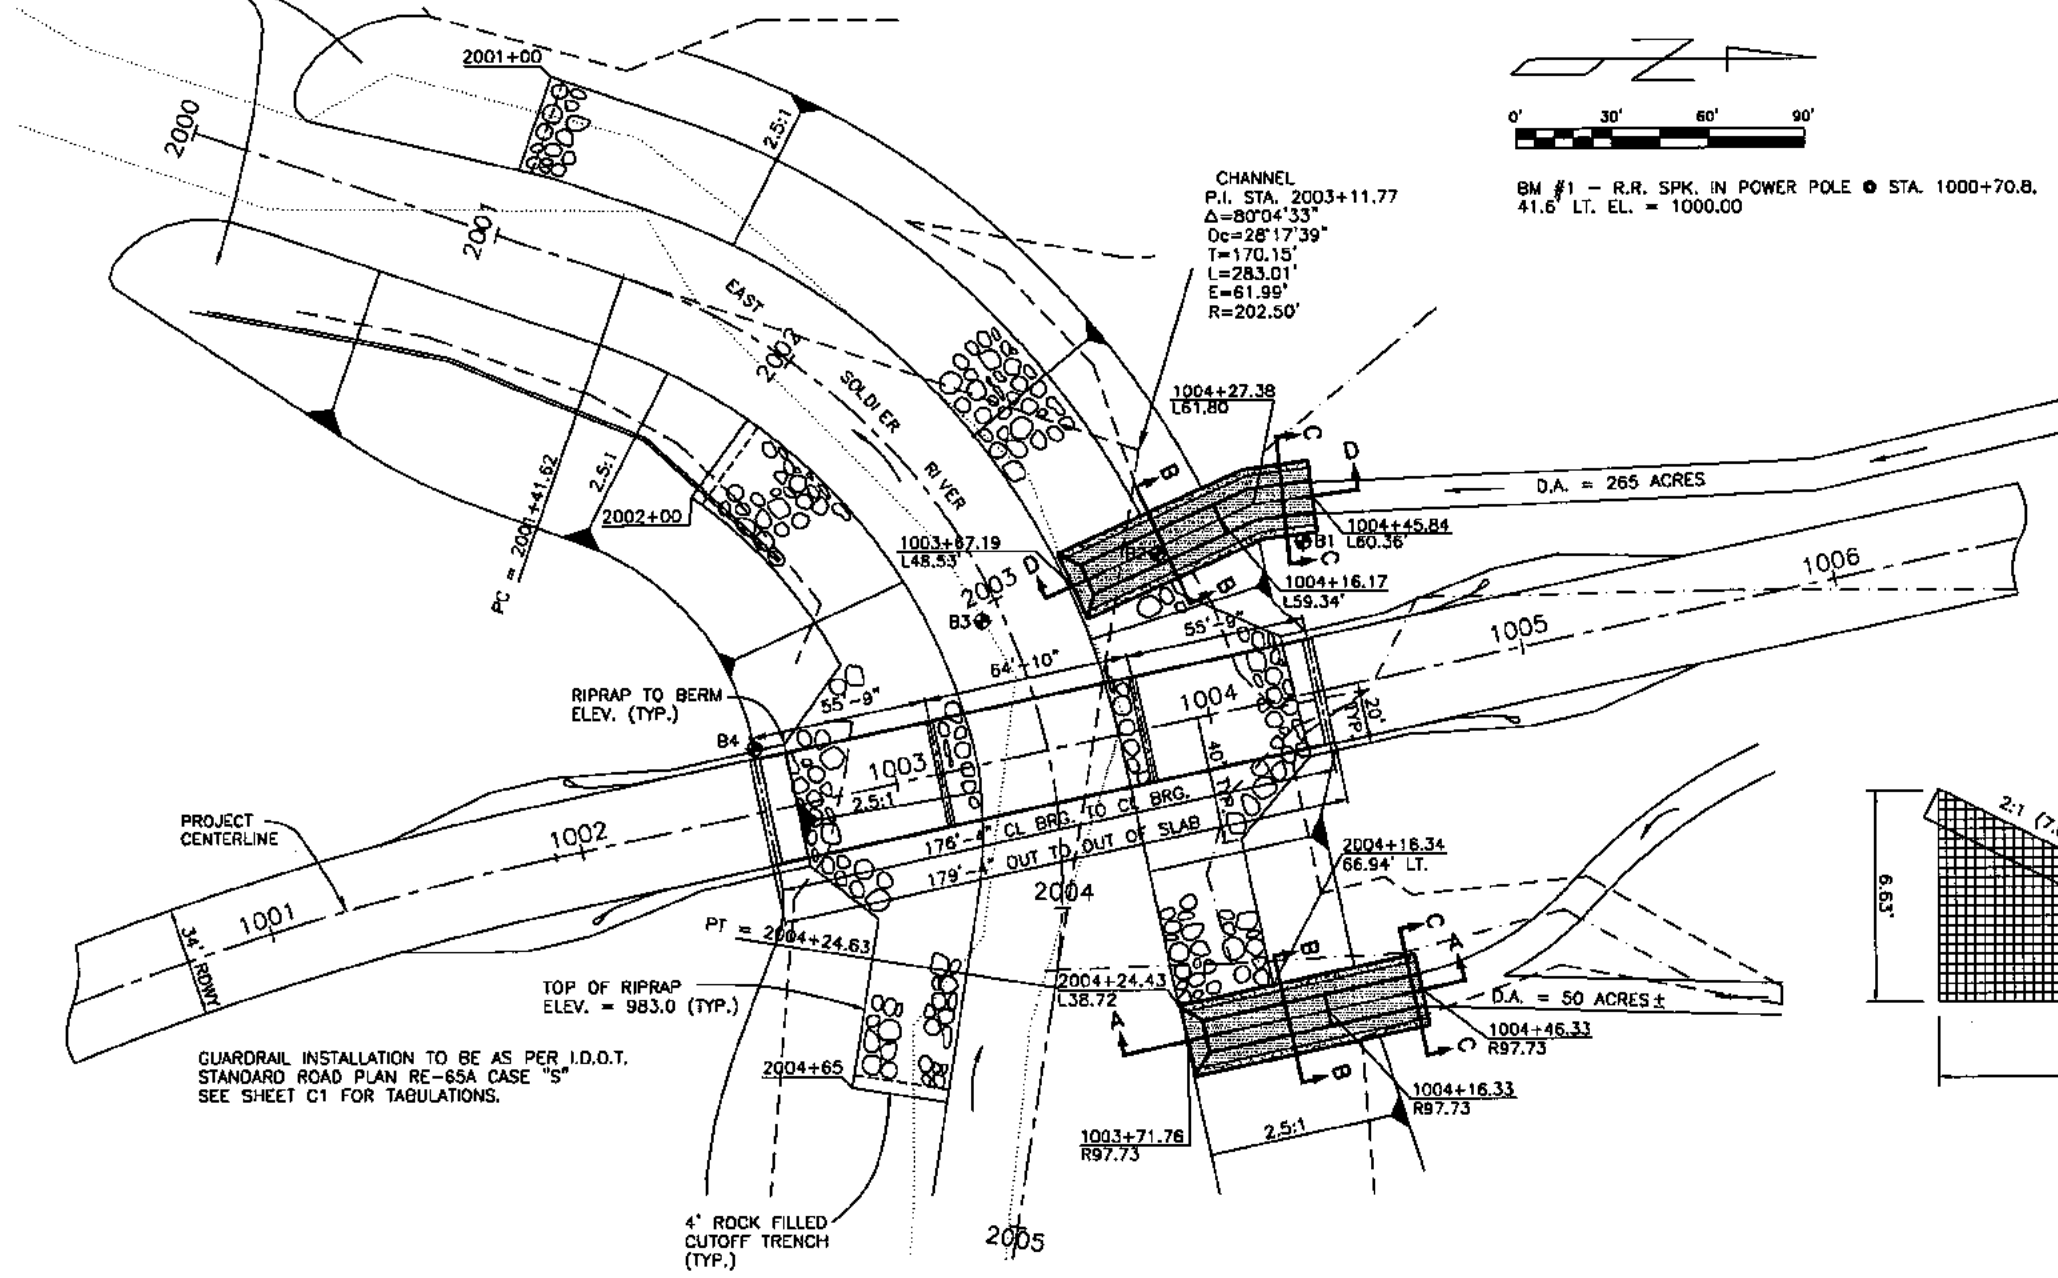 2001+00
2000
2.5:1
2001
N
0' 30' 60' 90'
BM #1 - R.R. SPK. IN POWER POLE @ STA. 1000+70.8,
41.6' LT. EL. = 1000.00
CHANNEL
P.I. STA. 2003+11.77
Δ=80°04'33"
Dc=28°17'39"
T=170.15'
L=283.01'
E=61.99'
R=202.50'
EAST
SOLDIER
RIVER
2002
1004+27.38
L61.80
C
D
B
D.A. = 265 ACRES
PC = 2001+41.62
2.5:1
2002+00
1003+67.19
L48.53'
D
2003
B3
B2
1004+45.84
L60.36'
B1
C
1004+16.17
L59.34'
B
1006
1005
55'-9"
64'-10"
55'-9"
RIPRAP TO BERM
ELEV. (TYP.)
B4
1004
20'
TYP.
1003
2.5:1
40' TYP.
176'-4" CL BRG. TO CL BRG.
179'-4" OUT TO OUT OF SLAB
1002
PROJECT
CENTERLINE
1001
34' RDWY
2004+16.34
66.94' LT.
2004
PT = 2004+24.63
2:1 (7.
6.63'
TOP OF RIPRAP
ELEV. = 983.0 (TYP.)
2004+24.43
L38.72
B
C
A
D.A. = 50 ACRES±
1004+46.33
R97.73
C
A
B
1004+16.33
R97.73
1003+71.76
R97.73
2.5:1
2004+65
GUARDRAIL INSTALLATION TO BE AS PER I.D.O.T.
STANDARD ROAD PLAN RE-65A CASE "S"
SEE SHEET C1 FOR TABULATIONS.
4' ROCK FILLED
CUTOFF TRENCH
(TYP.)
2005